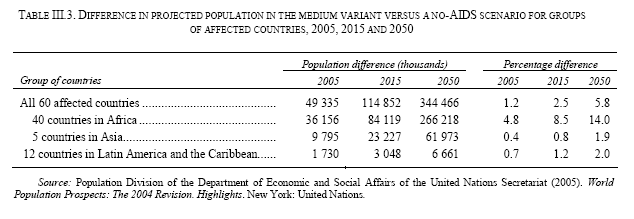 TABLE III.3. DIFFERENCE IN PROJECTED POPULATION IN THE MEDIUM VARIANT VERSUS A NO-AIDS SCENARIO FOR GROUPS
OF AFFECTED COUNTRIES, 2005, 2015 AND 2050
Population difference (thousands) Percentage difference
Group of countries 2005 2015 2050 2005 2015 2050
All 60 affected countries 49 335 114 852 344 466 1.2 2.5 5.8
40 countries in Africa 36 156 84 119 266 218 4.8 8.5 14.0
5 countries in Asia 9 795 23 227 61 973 0.4 0.8 1.9
12 countries in Latin America and the Caribbean 1 730 3 048 6 661 0.7 1.2 2.0
Source: Population Division of the Department of Economic and Social Affairs of the United Nations Secretariat (2005). World
Population Prospects: The 2004 Revision. Highlights. New York: United Nations.